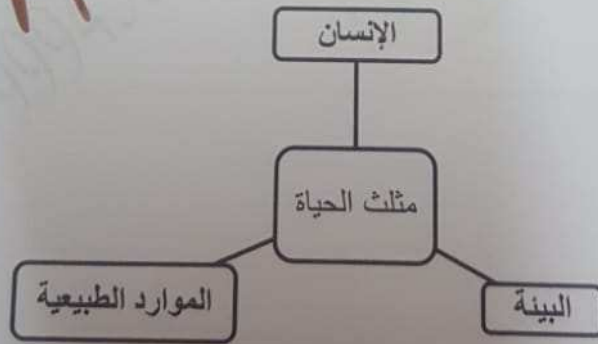 الإنسان
مثلث الحياة
البيئة
الموارد الطبيعية